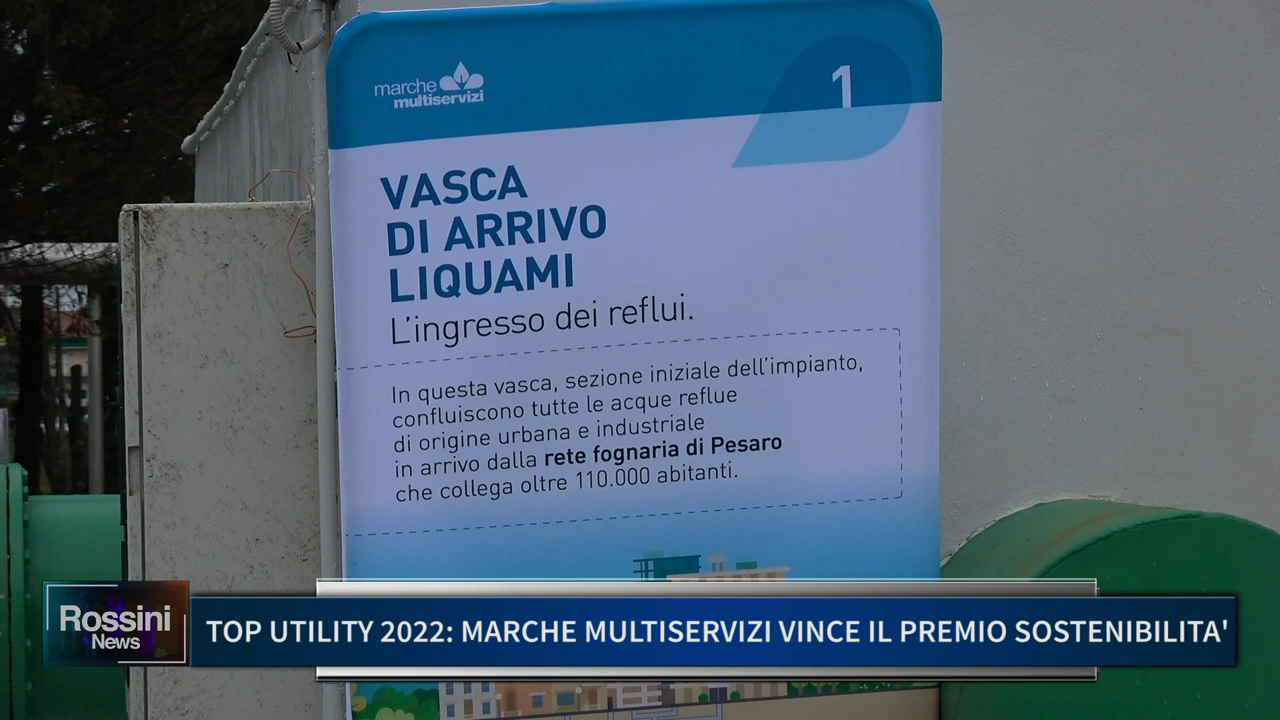 marche
multiservizi
1
VASCA
DI ARRIVO
LIQUAMI
L'ingresso dei reflui.
In questa vasca, sezione iniziale dell'impianto,
confluiscono tutte le acque reflue
di origine urbana e industriale
in arrivo dalla rete fognaria di Pesaro
che collega oltre 110.000 abitanti.
Rossini
News
TOP UTILITY 2022: MARCHE MULTISERVIZI VINCE IL PREMIO SOSTENIBILITA'